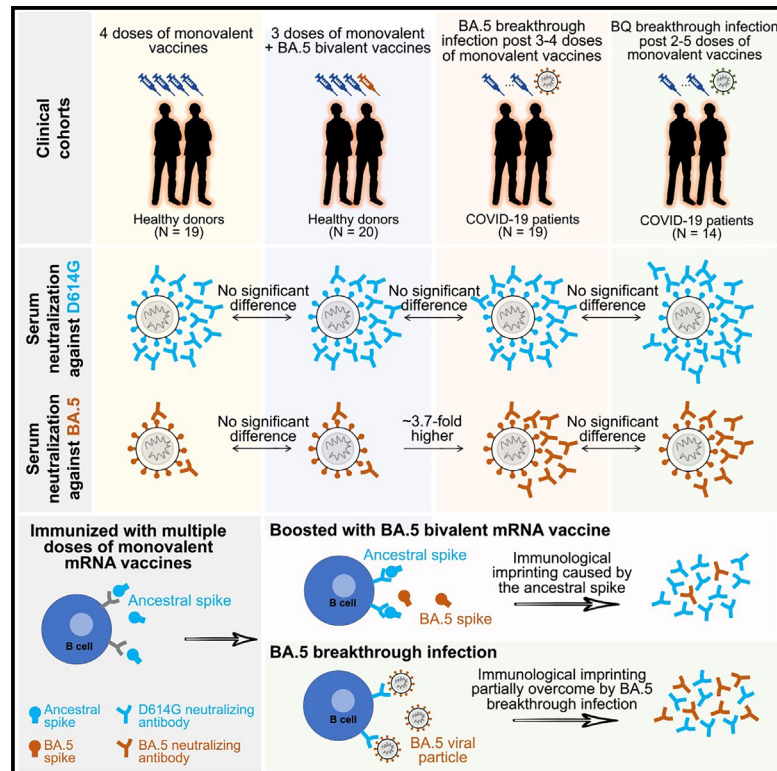 Clinical
cohorts
4 doses of monovalent
vaccines
Healthy donors
(N = 19)
3 doses of monovalent
+ BA.5 bivalent vaccines
Healthy donors
(N = 20)
BA.5 breakthrough
infection post 3-4 doses
of monovalent vaccines
...
COVID-19 patients
(N = 19)
BQ breakthrough infection
post 2-5 doses of
monovalent vaccines
...
COVID-19 patients
(N = 14)
Serum
neutralization
against D614G
No significant
difference
No significant
difference
No significant
difference
Serum
neutralization
against BA.5
No significant
difference
~3.7-fold
higher
No significant
difference
Immunized with multiple
doses of monovalent
mRNA vaccines
Ancestral spike
B cell
Ancestral
spike
D614G neutralizing
antibody
BA.5
spike
BA.5 neutralizing
antibody
Boosted with BA.5 bivalent mRNA vaccine
Ancestral spike
B cell
BA.5 spike
Immunological
imprinting caused by
the ancestral spike
BA.5 breakthrough infection
B cell
BA.5 viral
particle
Immunological imprinting
partially overcome by BA.5
breakthrough infection